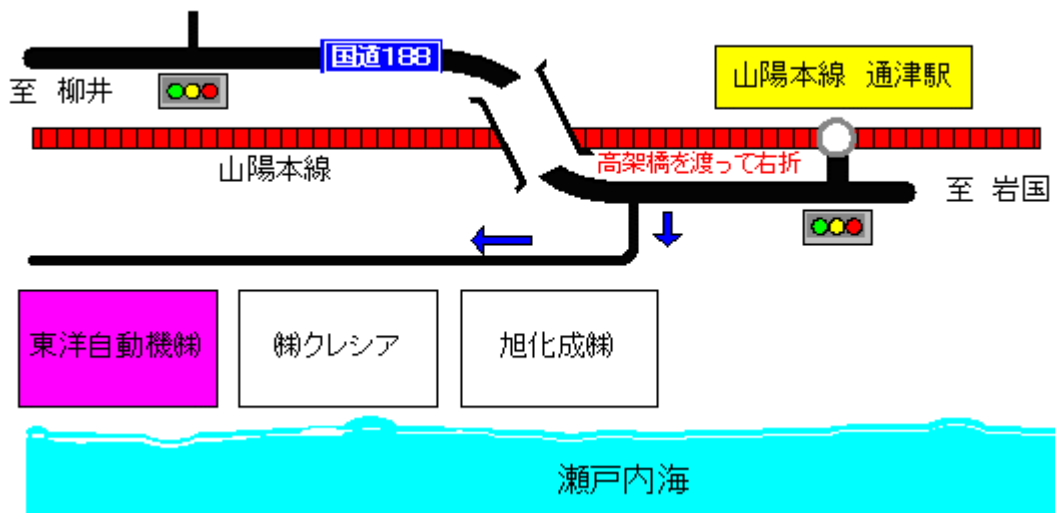 国道188
山陽本線 通津駅
至 柳井
山陽本線
高架橋を渡って右折
至 岩国
東洋自動機㈱
㈱クレシア
旭化成㈱
瀬戸内海